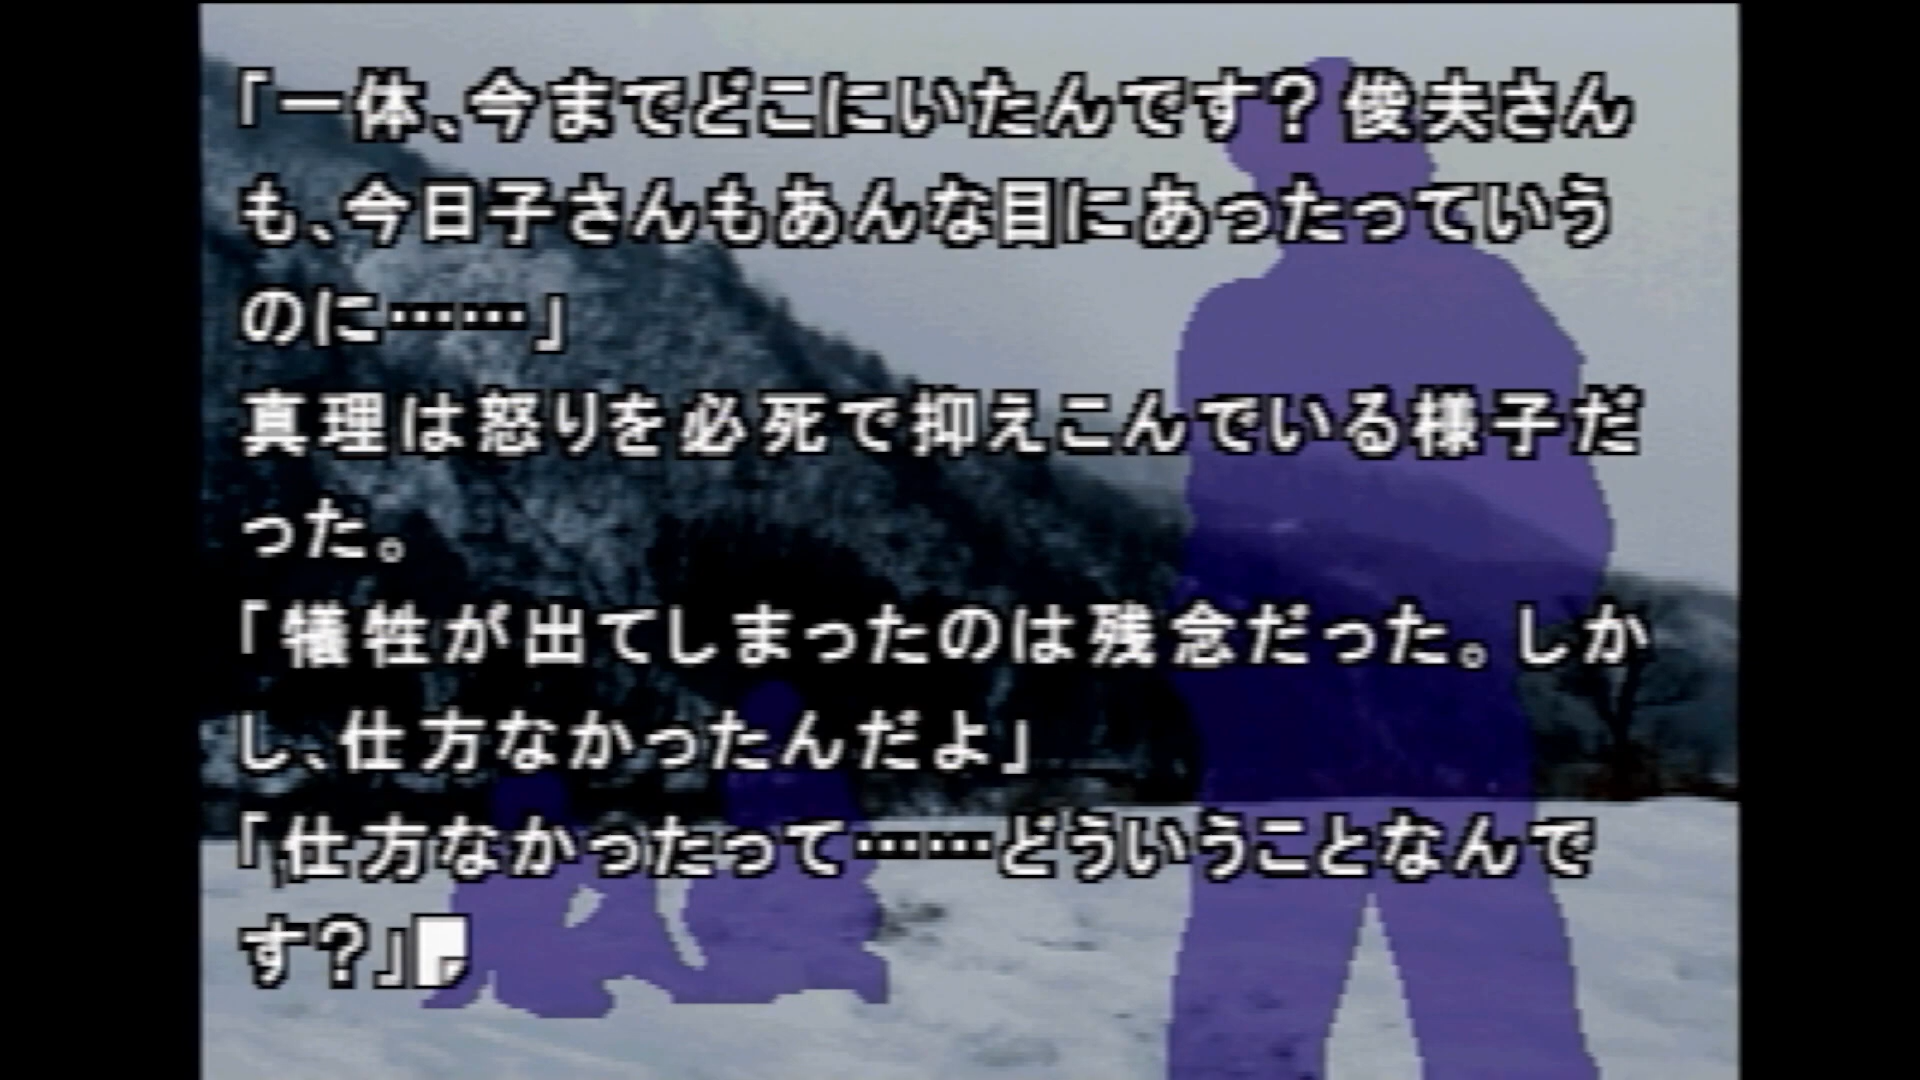 「一体、今までどこにいたんです？俊夫さん
も、今日子さんもあんな目にあったっていう
のに……」
真理は怒りを必死で抑えこんでいる様子だ
った。
「犠牲が出てしまったのは残念だった。しか
し、仕方なかったんだよ」
「仕方なかったって……どういうことなんで
す？」